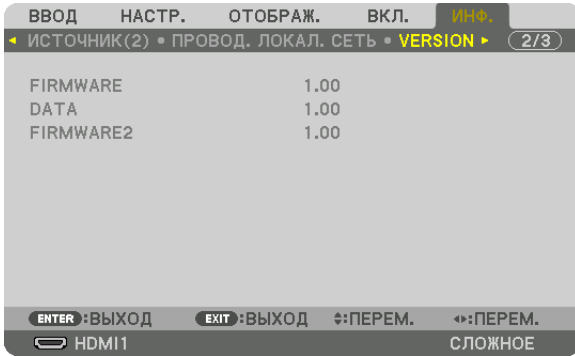 ВВОД НАСТР. ОТОБРАЖ. ВКЛ. ИНФ.
◄ ИСТОЧНИК(2) ● ПРОВОД. ЛОКАЛ. СЕТЬ ● VERSION ► 2/3
FIRMWARE 1.00
DATA 1.00
FIRMWARE2 1.00
ENTER :ВЫХОД EXIT :ВЫХОД :ПЕРЕМ. :ПЕРЕМ.
HDMI1 СЛОЖНОЕ